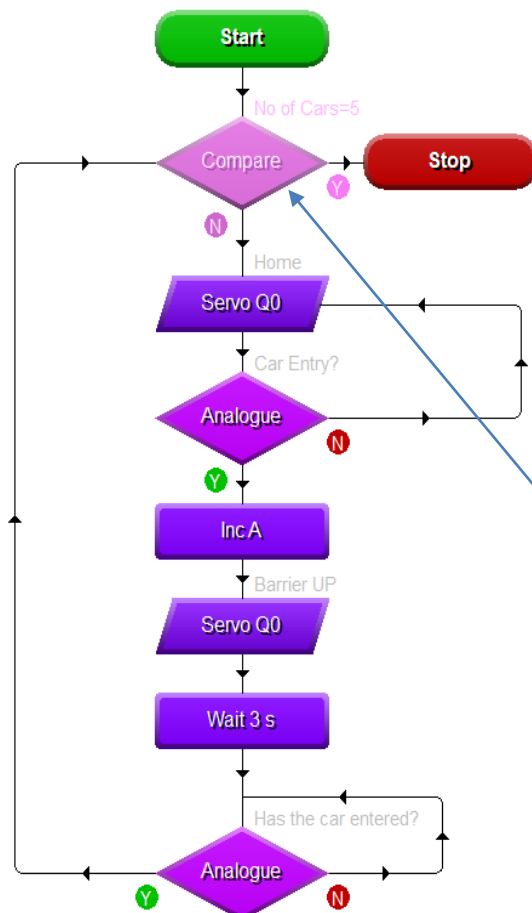 Start
No of Cars=5
Compare
Stop
Y
N
Home
Servo Q0
Car Entry?
Analogue
N
Y
Inc A
Barrier UP
Servo Q0
Wait 3 s
Has the car entered?
Analogue
Y
N